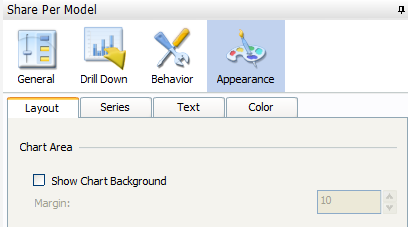 Share Per Model
General Drill Down Behavior Appearance
Layout Series Text Color
Chart Area
Show Chart Background
Margin: 10